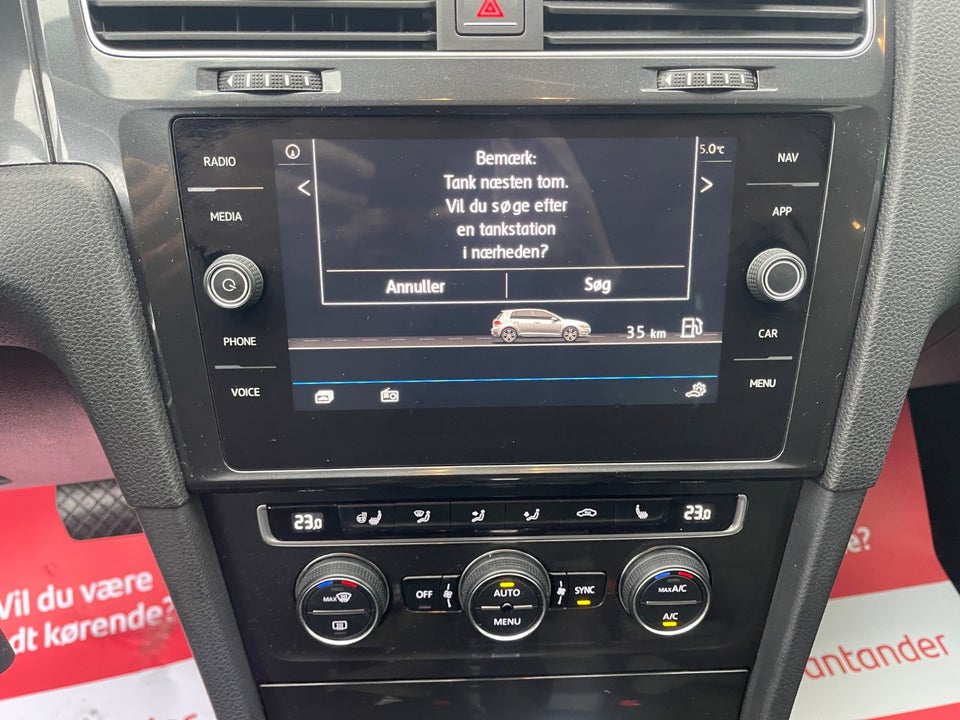 RADIO
MEDIA
PHONE
VOICE
NAV
APP
CAR
MENU
5.0°C
Bemærk:
Tank næsten tom.
Vil du søge efter
en tankstation
i nærheden?
Annuller
Søg
35 km
23.0
23.0
MAX
OFF
AUTO
MENU
SYNC
MAX A/C
A/C
Vil du være
dt kørende?
e?
antander